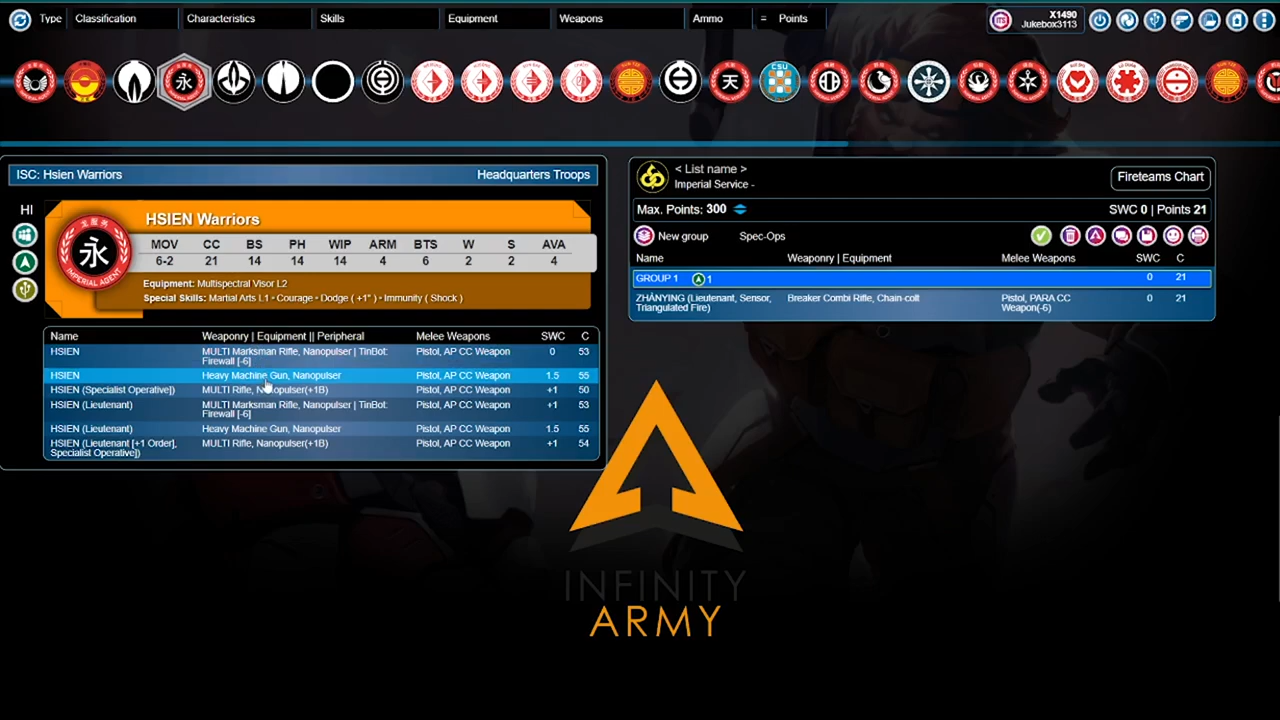 Type Classification Characteristics Skills Equipment Weapons Ammo = Points
X1490
Jukebox3113
ISC: Hsien Warriors Headquarters Troops
HI
HSIEN Warriors
MOV CC BS PH WIP ARM BTS W S AVA
6-2 21 14 14 14 4 6 2 2 4
Equipment: Multispectral Visor L2
Special Skills: Martial Arts L1 • Courage • Dodge ( +1" ) • Immunity ( Shock )
永
IMPERIAL AGENT
Name Weaponry | Equipment || Peripheral Melee Weapons SWC C
HSIEN MULTI Marksman Rifle, Nanopulser | TinBot: Pistol, AP CC Weapon 0 53
Firewall [-6]
HSIEN Heavy Machine Gun, Nanopulser Pistol, AP CC Weapon 1.5 55
HSIEN (Specialist Operative]) MULTI Rifle, Nanopulser(+1B) Pistol, AP CC Weapon +1 50
HSIEN (Lieutenant) MULTI Marksman Rifle, Nanopulser | TinBot: Pistol, AP CC Weapon +1 53
Firewall [-6]
HSIEN (Lieutenant) Heavy Machine Gun, Nanopulser Pistol, AP CC Weapon 1.5 55
HSIEN (Lieutenant [+1 Order], MULTI Rifle, Nanopulser(+1B) Pistol, AP CC Weapon +1 54
Specialist Operative])
< List name >
Imperial Service -
Fireteams Chart
Max. Points: 300 SWC 0 | Points 21
New group Spec-Ops
Name Weaponry | Equipment Melee Weapons SWC C
GROUP 1 1 0 21
ZHĀNYĪNG (Lieutenant, Sensor, Breaker Combi Rifle, Chain-colt Pistol, PARA CC 0 21
Triangulated Fire) Weapon(-6)
INFINITY
ARMY